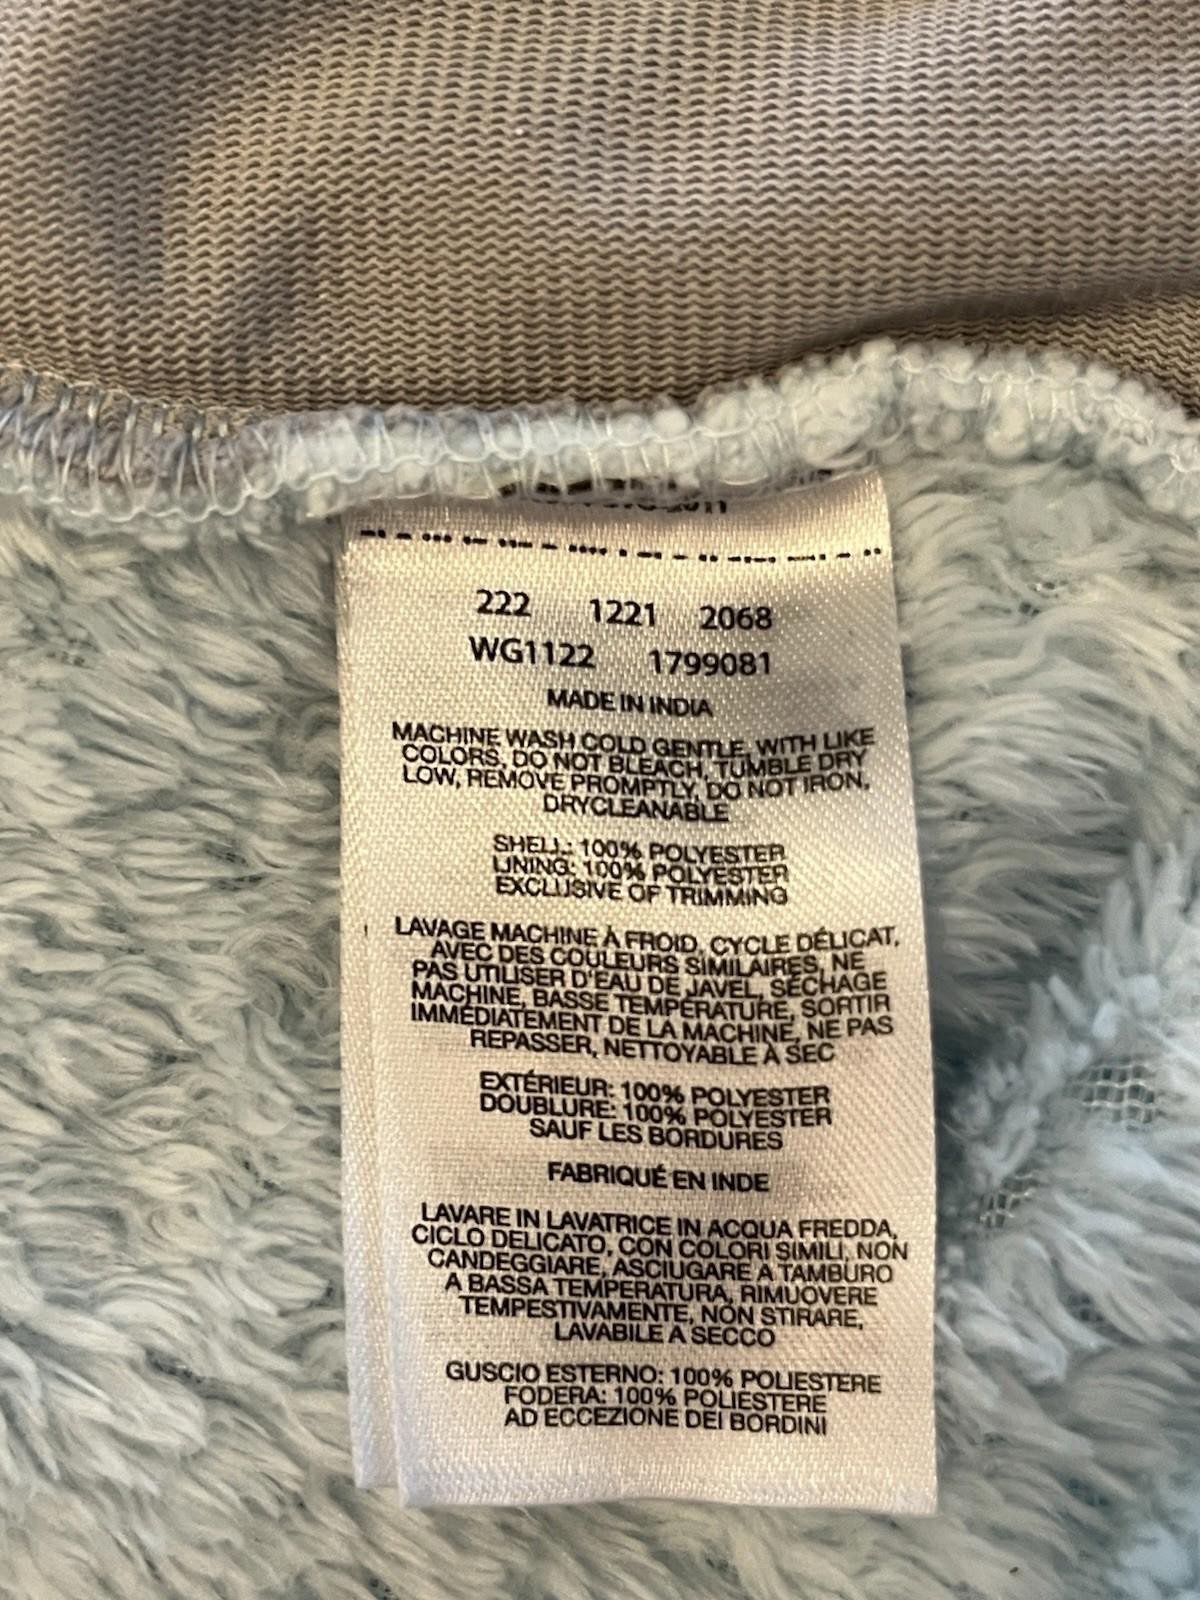 222 1221 2068
WG1122 1799081
MADE IN INDIA
MACHINE WASH COLD GENTLE, WITH LIKE
COLORS, DO NOT BLEACH, TUMBLE DRY
LOW, REMOVE PROMPTLY, DO NOT IRON,
DRYCLEANABLE
SHELL: 100% POLYESTER
LINING: 100% POLYESTER
EXCLUSIVE OF TRIMMING
LAVAGE MACHINE À FROID, CYCLE DÉLICAT,
AVEC DES COULEURS SIMILAIRES, NE
PAS UTILISER D'EAU DE JAVEL, SÉCHAGE
MACHINE, BASSE TEMPÉRATURE, SORTIR
IMMÉDIATEMENT DE LA MACHINE, NE PAS
REPASSER, NETTOYABLE À SEC
EXTÉRIEUR: 100% POLYESTER
DOUBLURE: 100% POLYESTER
SAUF LES BORDURES
FABRIQUÉ EN INDE
LAVARE IN LAVATRICE IN ACQUA FREDDA,
CICLO DELICATO, CON COLORI SIMILI, NON
CANDEGGIARE, ASCIUGARE A TAMBURO
A BASSA TEMPERATURA, RIMUOVERE
TEMPESTIVAMENTE, NON STIRARE,
LAVABILE A SECCO
GUSCIO ESTERNO: 100% POLIESTERE
FODERA: 100% POLIESTERE
AD ECCEZIONE DEI BORDINI